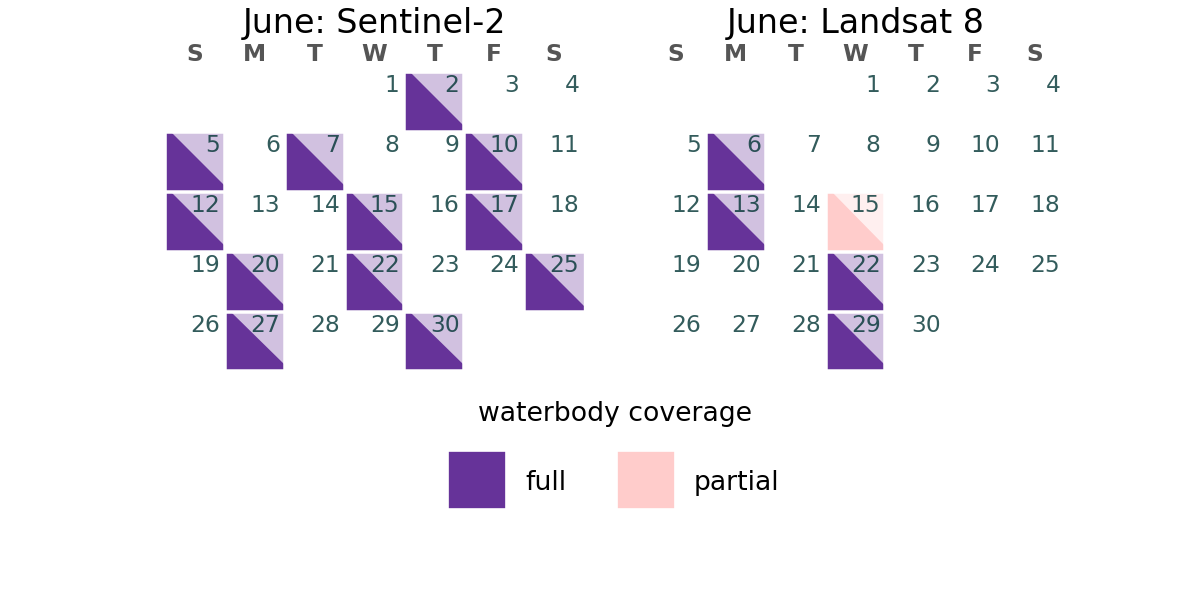 June: Sentinel-2
S M T W T F S
1 2 3 4
5 6 7 8 9 10 11
12 13 14 15 16 17 18
19 20 21 22 23 24 25
26 27 28 29 30
June: Landsat 8
S M T W T F S
1 2 3 4
5 6 7 8 9 10 11
12 13 14 15 16 17 18
19 20 21 22 23 24 25
26 27 28 29 30
waterbody coverage
full
partial